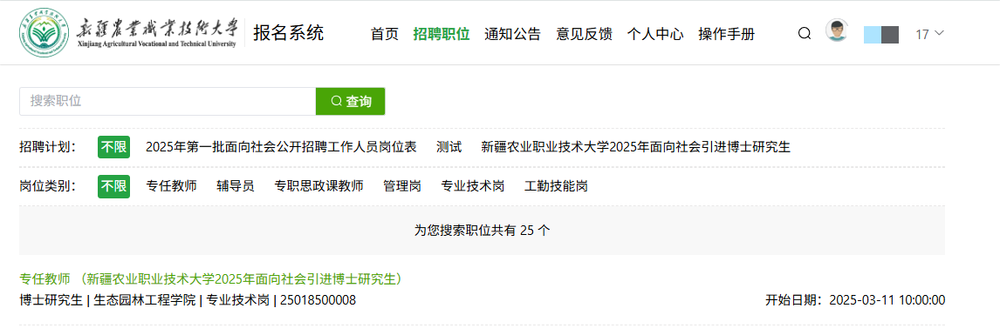 新疆农业职业技术大学
Xinjiang Agricultural Vocational and Technical University
报名系统
首页 招聘职位 通知公告 意见反馈 个人中心 操作手册
17
搜索职位
查询
招聘计划： 不限 2025年第一批面向社会公开招聘工作人员岗位表 测试 新疆农业职业技术大学2025年面向社会引进博士研究生
岗位类别： 不限 专任教师 辅导员 专职思政课教师 管理岗 专业技术岗 工勤技能岗
为您搜索职位共有 25 个
专任教师 （新疆农业职业技术大学2025年面向社会引进博士研究生）
博士研究生 | 生态园林工程学院 | 专业技术岗 | 25018500008 开始日期：2025-03-11 10:00:00